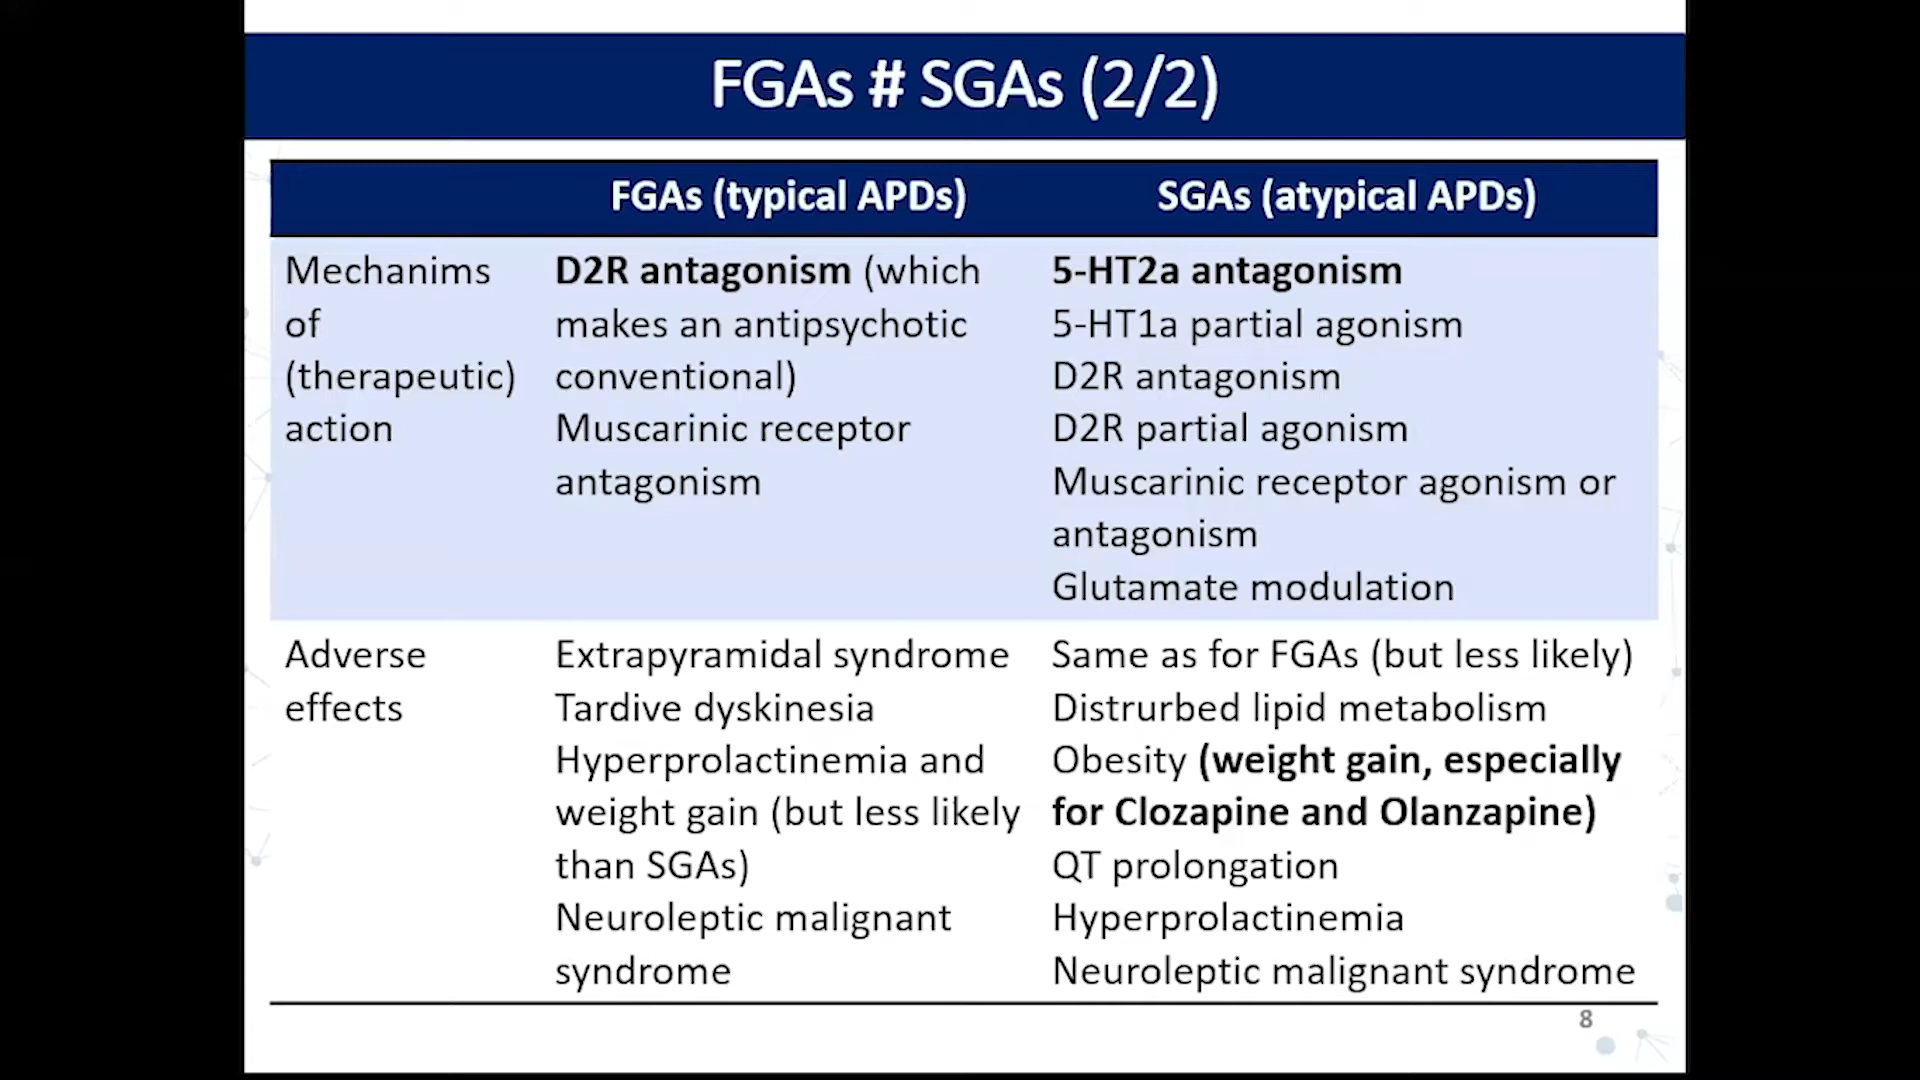 FGAs # SGAs (2/2)
FGAs (typical APDs)
SGAs (atypical APDs)
Mechanims
of
(therapeutic)
action
D2R antagonism (which
makes an antipsychotic
conventional)
Muscarinic receptor
antagonism
5-HT2a antagonism
5-HT1a partial agonism
D2R antagonism
D2R partial agonism
Muscarinic receptor agonism or
antagonism
Glutamate modulation
Adverse
effects
Extrapyramidal syndrome
Tardive dyskinesia
Hyperprolactinemia and
weight gain (but less likely
than SGAs)
Neuroleptic malignant
syndrome
Same as for FGAs (but less likely)
Distrurbed lipid metabolism
Obesity (weight gain, especially
for Clozapine and Olanzapine)
QT prolongation
Hyperprolactinemia
Neuroleptic malignant syndrome
8